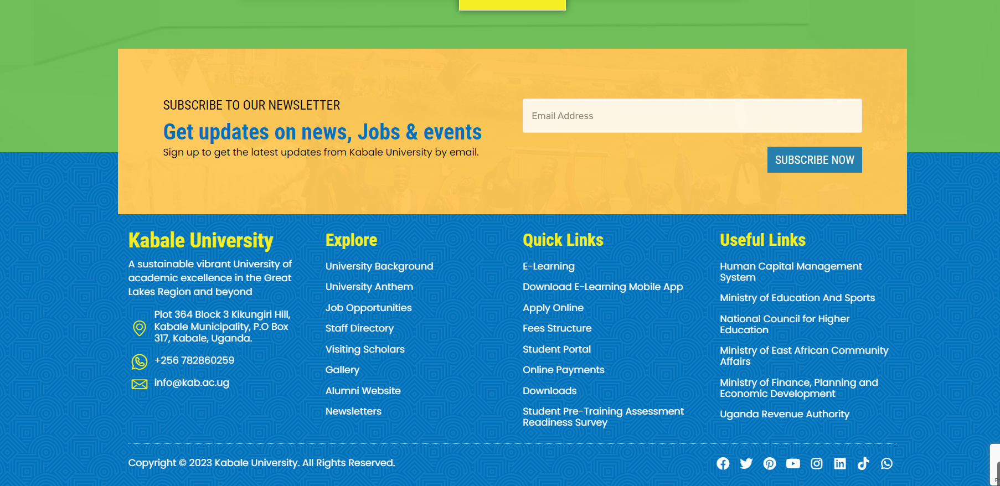 SUBSCRIBE TO OUR NEWSLETTER
Get updates on news, Jobs & events
Sign up to get the latest updates from Kabale University by email.
Email Address
SUBSCRIBE NOW
Kabale University
A sustainable vibrant University of
academic excellence in the Great
Lakes Region and beyond
Plot 364 Block 3 Kikungiri Hill,
Kabale Municipality, P.O Box
317, Kabale, Uganda.
+256 782860259
info@kab.ac.ug
Explore
University Background
University Anthem
Job Opportunities
Staff Directory
Visiting Scholars
Gallery
Alumni Website
Newsletters
Quick Links
E-Learning
Download E-Learning Mobile App
Apply Online
Fees Structure
Student Portal
Online Payments
Downloads
Student Pre-Training Assessment
Readiness Survey
Useful Links
Human Capital Management
System
Ministry of Education And Sports
National Council for Higher
Education
Ministry of East African Community
Affairs
Ministry of Finance, Planning and
Economic Development
Uganda Revenue Authority
Copyright © 2023 Kabale University. All Rights Reserved.